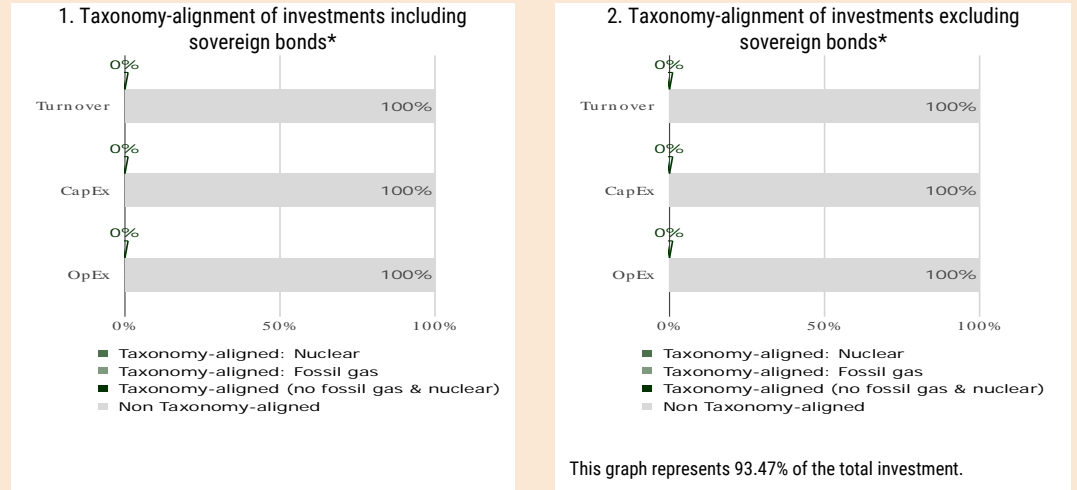 1. Taxonomy-alignment of investments including
sovereign bonds*
0%
Turnover
100%
0%
CapEx
100%
0%
OpEx
100%
0%
50%
100%
Taxonomy-aligned: Nuclear
Taxonomy-aligned: Fossil gas
Taxonomy-aligned (no fossil gas & nuclear)
Non Taxonomy-aligned
2. Taxonomy-alignment of investments excluding
sovereign bonds*
0%
Turnover
100%
0%
CapEx
100%
0%
OpEx
100%
0%
50%
100%
Taxonomy-aligned: Nuclear
Taxonomy-aligned: Fossil gas
Taxonomy-aligned (no fossil gas & nuclear)
Non Taxonomy-aligned
This graph represents 93.47% of the total investment.